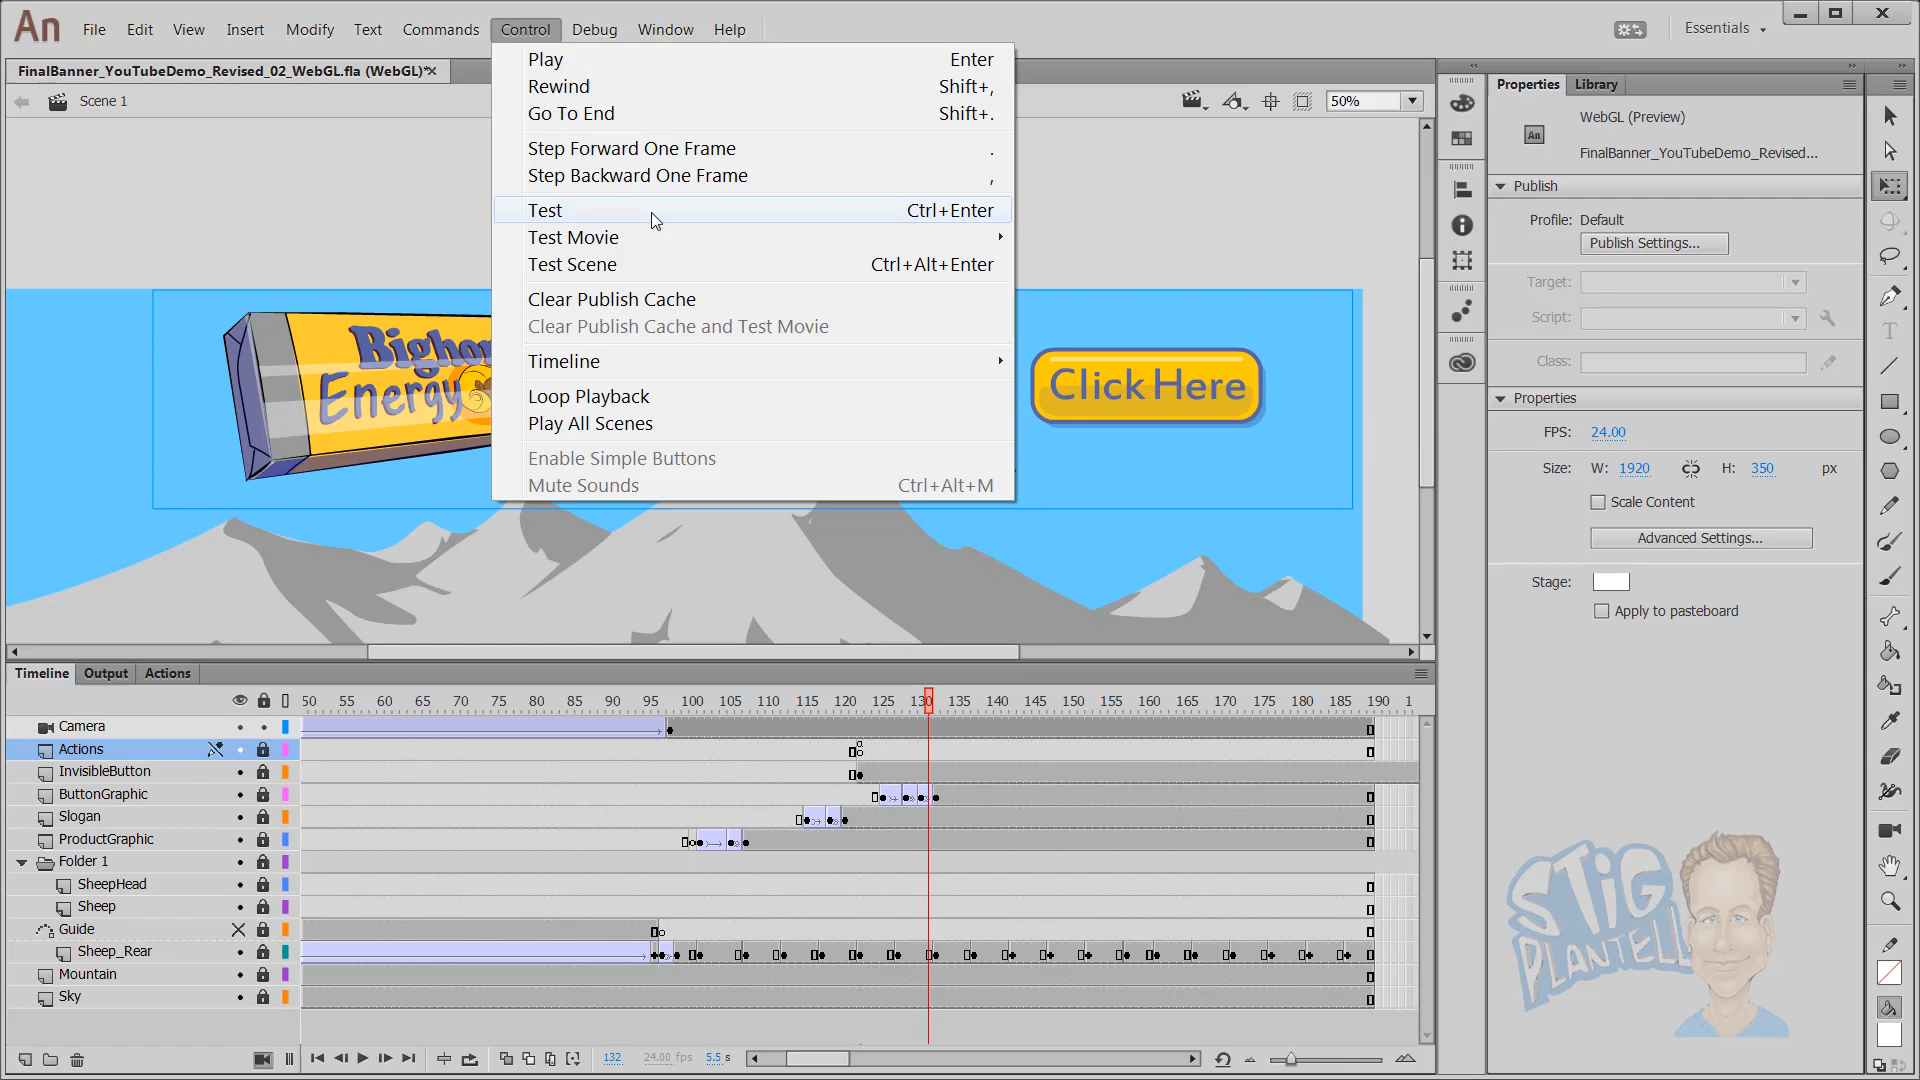 An File Edit View Insert Modify Text Commands Control Debug Window Help Essentials
FinalBanner_YouTubeDemo_Revised_02_WebGL.fla (WebGL)*
Scene 1
50%
Play Enter
Rewind Shift+,
Go To End Shift+.
Step Forward One Frame .
Step Backward One Frame ,
Test Ctrl+Enter
Test Movie
Test Scene Ctrl+Alt+Enter
Clear Publish Cache
Clear Publish Cache and Test Movie
Timeline
Loop Playback
Play All Scenes
Enable Simple Buttons
Mute Sounds Ctrl+Alt+M
Energy
Click Here
Properties Library
An
WebGL (Preview)
FinalBanner_YouTubeDemo_Revised...
Publish
Profile: Default
Publish Settings...
Target:
Script:
Class:
Properties
FPS: 24.00
Size: W: 1920 H: 350 px
Scale Content
Advanced Settings...
Stage:
Apply to pasteboard
STiG
PLANTELL
Timeline Output Actions
50 55 60 65 70 75 80 85 90 95 100 105 110 115 120 125 130 135 140 145 150 155 160 165 170 175 180 185 190 1
Camera
Actions
InvisibleButton
ButtonGraphic
Slogan
ProductGraphic
Folder 1
SheepHead
Sheep
Guide
Sheep_Rear
Mountain
Sky
132 24.00 fps 5.5 s